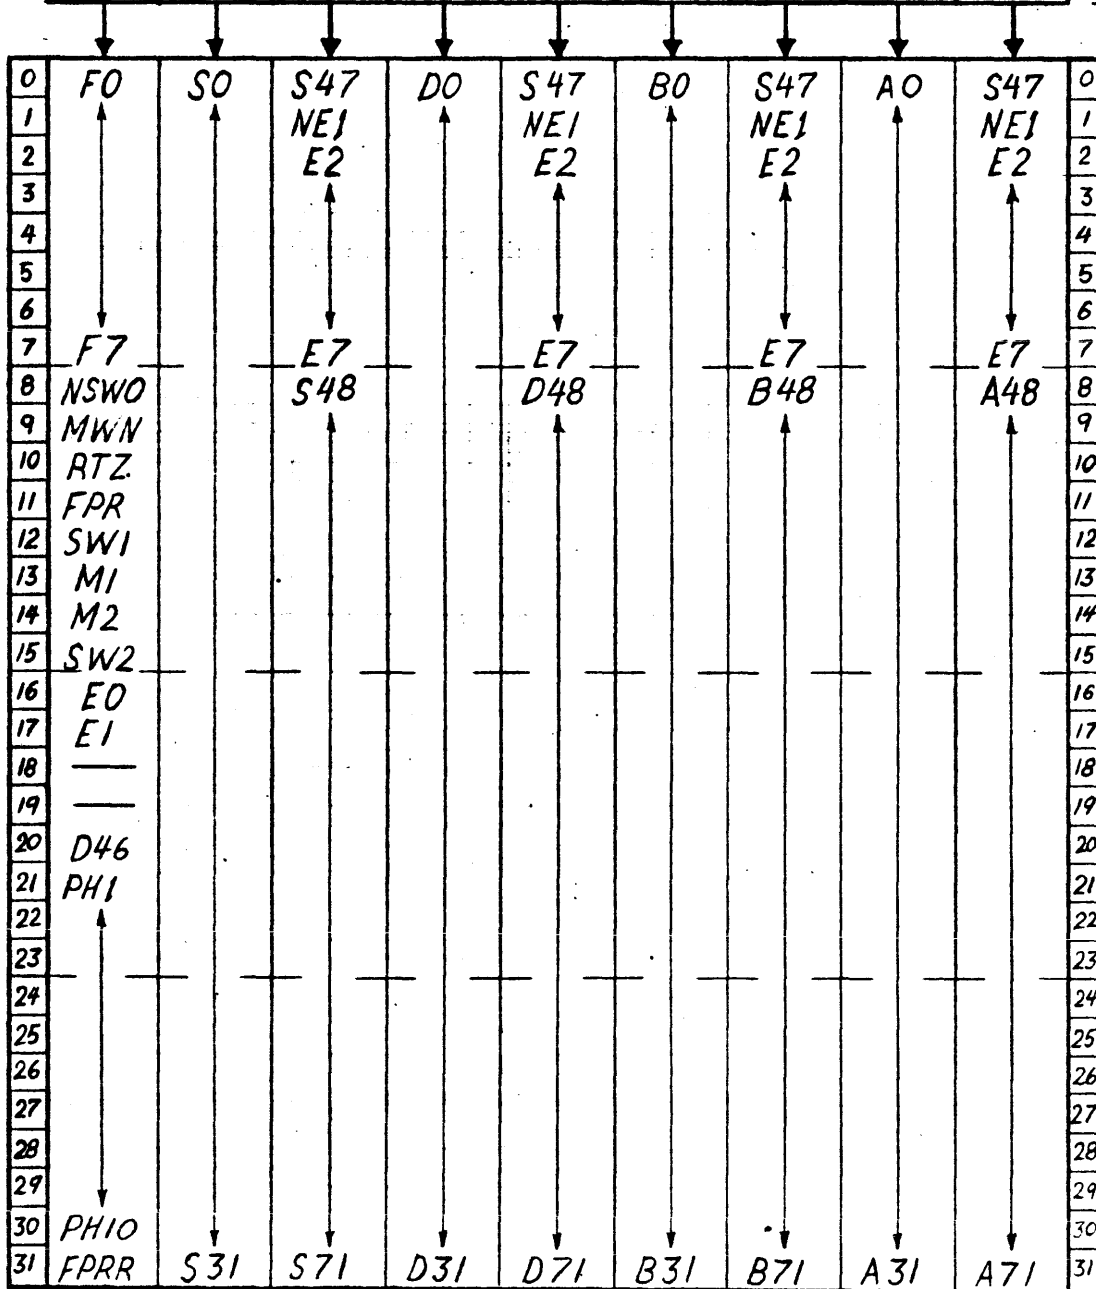 0 F0 S0 S47 D0 S47 B0 S47 A0 S47 0
1 NE1 NE1 NE1 NE1 1
2 E2 E2 E2 E2 2
3 3
4 4
5 5
6 6
7 F7 E7 E7 E7 E7 7
8 NSW0 S48 D48 B48 A48 8
9 MWN 9
10 RTZ 10
11 FPR 11
12 SW1 12
13 M1 13
14 M2 14
15 SW2 15
16 E0 16
17 E1 17
18 — 18
19 — 19
20 D46 20
21 PH1 21
22 22
23 23
24 24
25 25
26 26
27 27
28 28
29 29
30 PH10 30
31 FPRR S31 S71 D31 D71 B31 B71 A31 A71 31